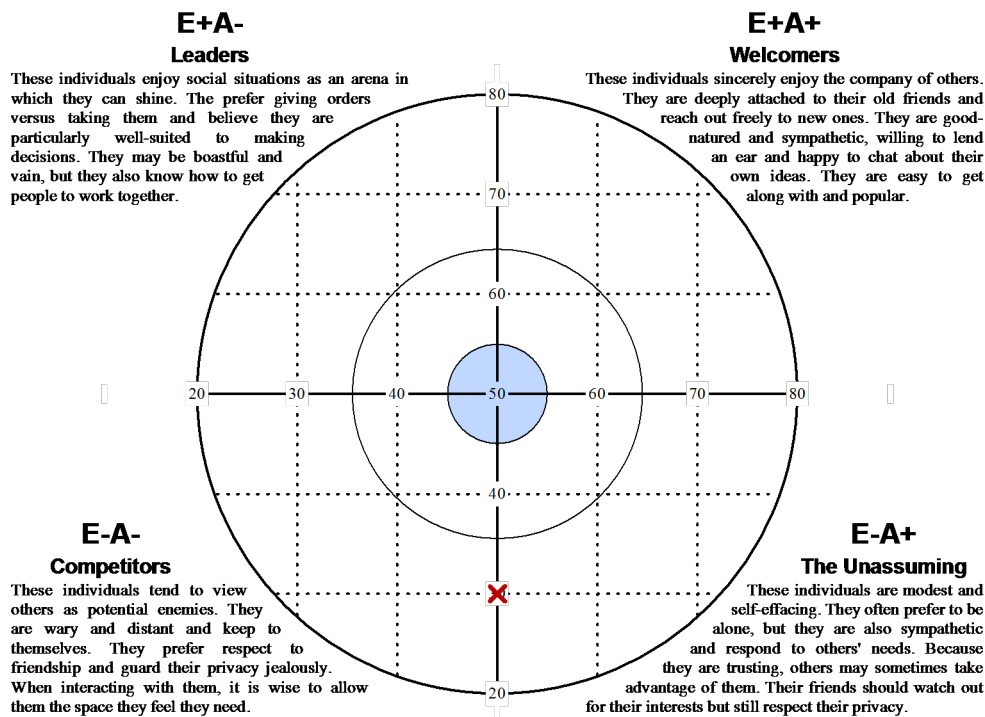 E+A-
Leaders
These individuals enjoy social situations as an arena in
which they can shine. The prefer giving orders
versus taking them and believe they are
particularly well-suited to making
decisions. They may be boastful and
vain, but they also know how to get
people to work together.
E+A+
Welcomers
These individuals sincerely enjoy the company of others.
They are deeply attached to their old friends and
reach out freely to new ones. They are good-
natured and sympathetic, willing to lend
an ear and happy to chat about their
own ideas. They are easy to get
along with and popular.
80
70
60
20 30 40 50 60 70 80
40
20
E-A-
Competitors
These individuals tend to view
others as potential enemies. They
are wary and distant and keep to
themselves. They prefer respect to
friendship and guard their privacy jealously.
When interacting with them, it is wise to allow
them the space they feel they need.
E-A+
The Unassuming
These individuals are modest and
self-effacing. They often prefer to be
alone, but they are also sympathetic
and respond to others' needs. Because
they are trusting, others may sometimes take
advantage of them. Their friends should watch out
for their interests but still respect their privacy.